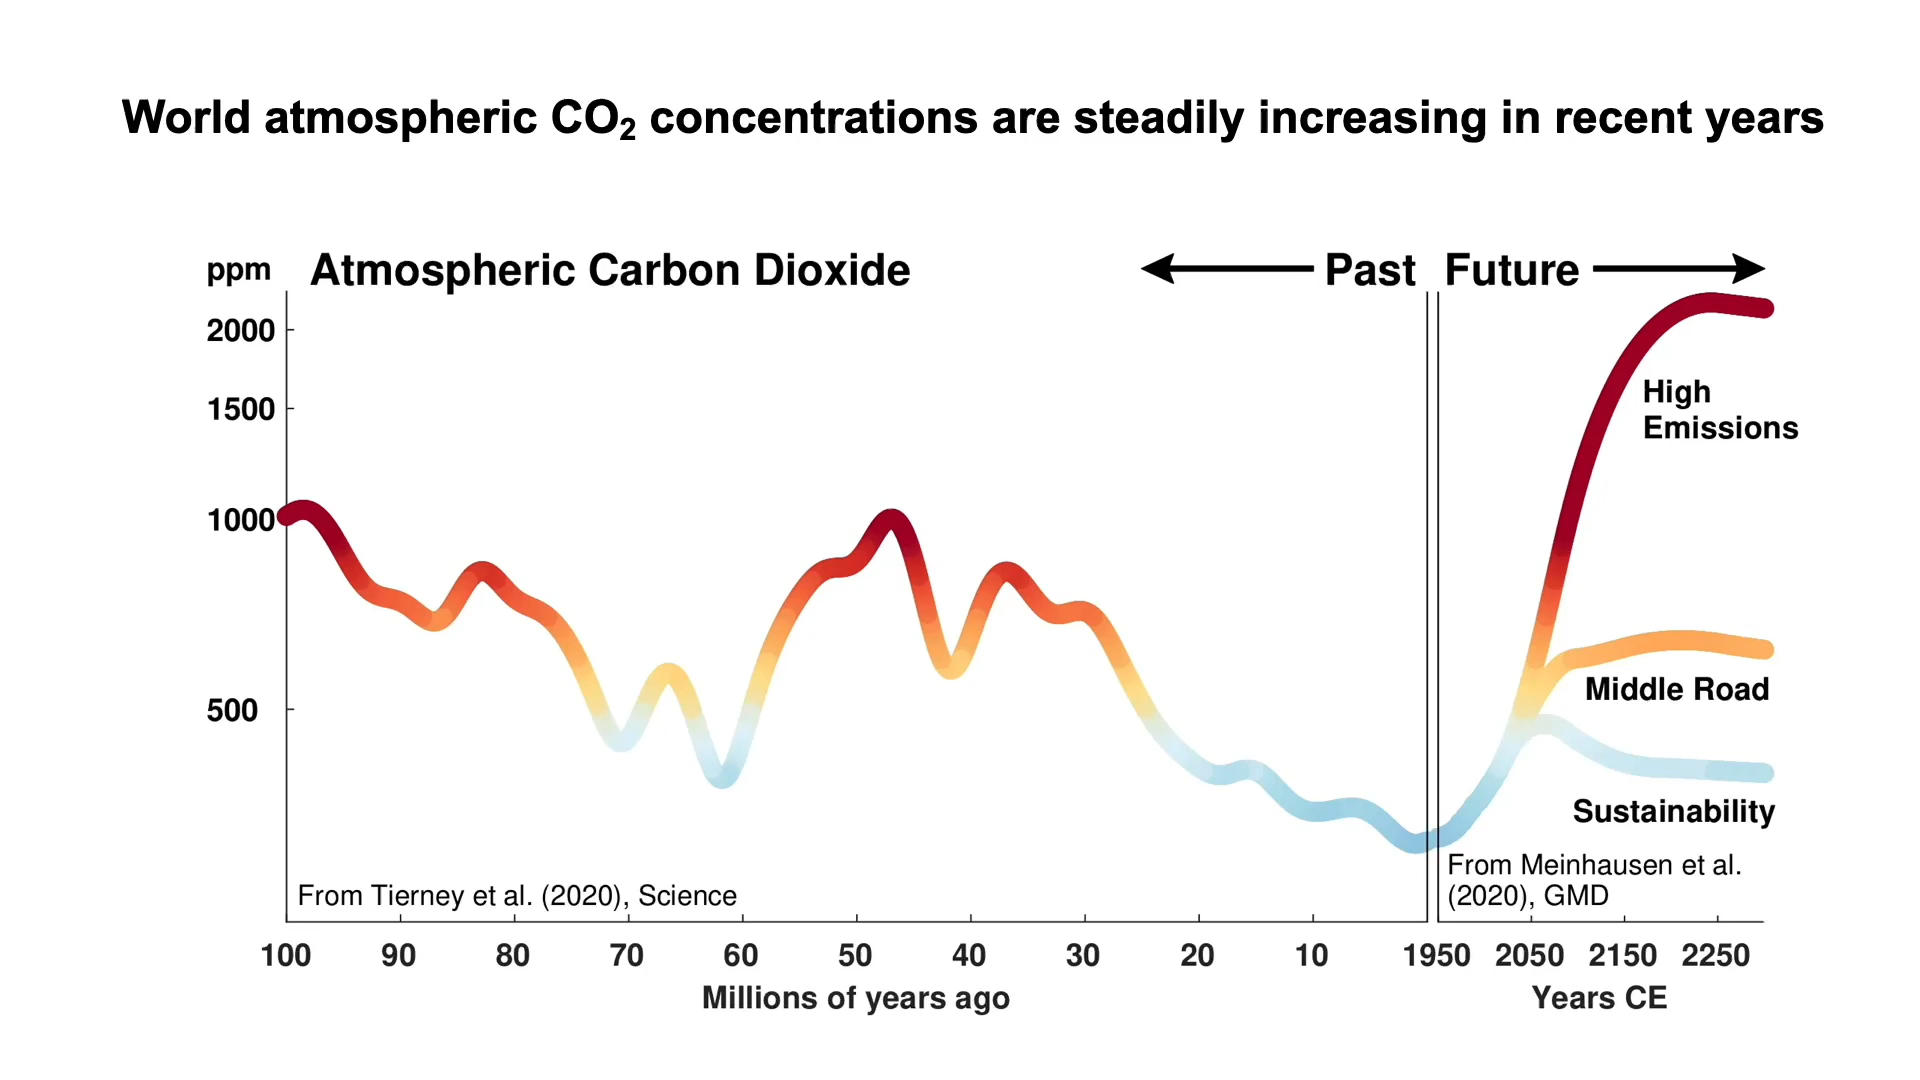 World atmospheric CO₂ concentrations are steadily increasing in recent years
ppm
Atmospheric Carbon Dioxide
Past
Future
2000
1500
1000
500
High
Emissions
Middle Road
Sustainability
From Tierney et al. (2020), Science
From Meinhausen et al.
(2020), GMD
100 90 80 70 60 50 40 30 20 10 1950 2050 2150 2250
Millions of years ago
Years CE